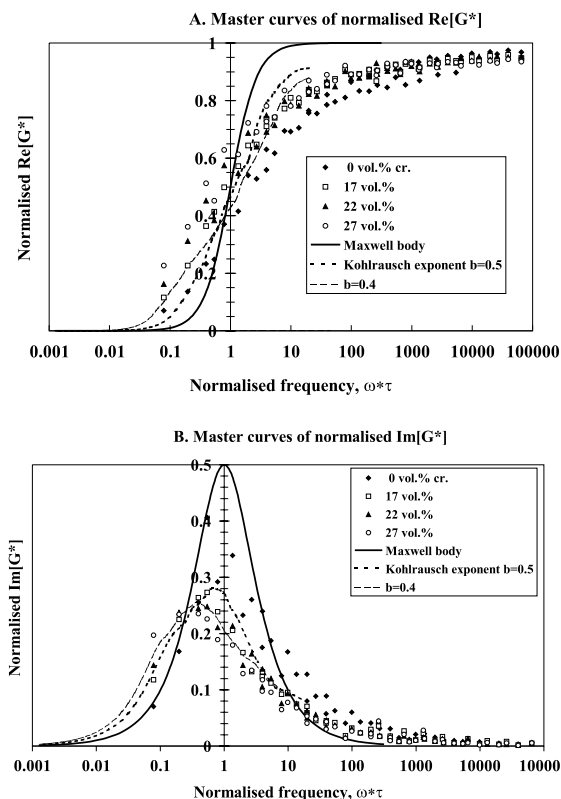 A. Master curves of normalised Re[G*]
Normalised Re[G*]
1
0.8
0.6
0.4
0.2
0
0 vol.% cr.
17 vol.%
22 vol.%
27 vol.%
Maxwell body
Kohlrausch exponent b=0.5
b=0.4
0.001 0.01 0.1 1 10 100 1000 10000 100000
Normalised frequency, ω*τ
B. Master curves of normalised Im[G*]
Normalised Im[G*]
0.5
0.4
0.3
0.2
0.1
0
0 vol.% cr.
17 vol.%
22 vol.%
27 vol.%
Maxwell body
Kohlrausch exponent b=0.5
b=0.4
0.001 0.01 0.1 1 10 100 1000 10000 100000
Normalised frequency, ω*τ